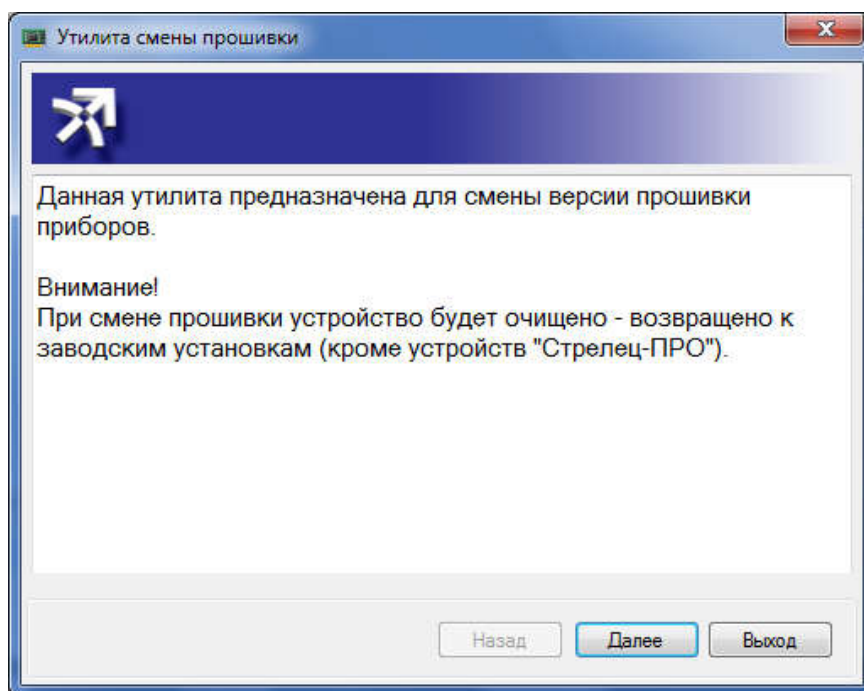 Утилита смены прошивки
Данная утилита предназначена для смены версии прошивки
приборов.
Внимание!
При смене прошивки устройство будет очищено - возвращено к
заводским установкам (кроме устройств "Стрелец-ПРО").
Назад Далее Выход